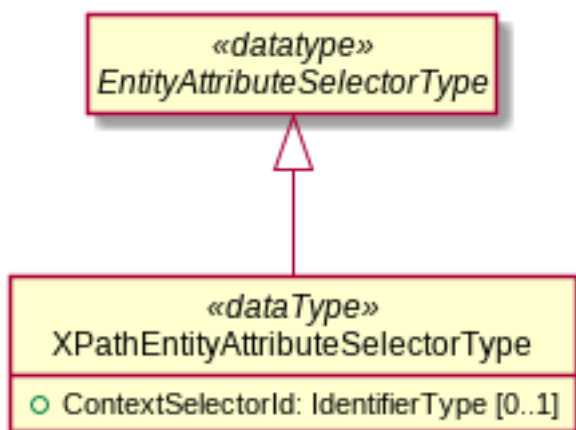 «datatype»
EntityAttributeSelectorType
«dataType»
XPathEntityAttributeSelectorType
ContextSelectorId: IdentifierType [0..1]